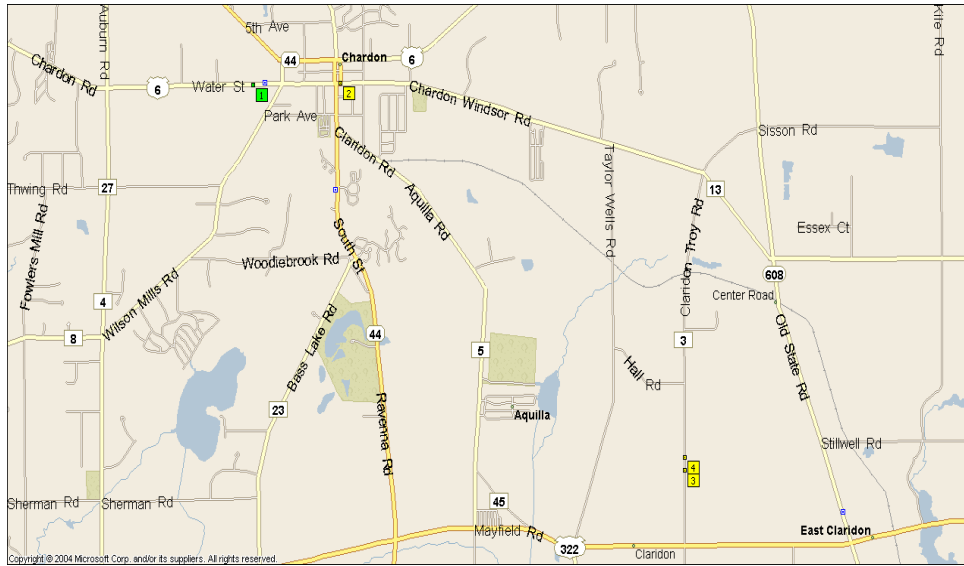 5th Ave
Auburn Rd
Kile Rd
44
Chardon
6
Chardon Rd
6
Water St
1
2
Chardon Windsor Rd
Park Ave
Sisson Rd
Claridon Rd
Taylor Wells Rd
Thwing Rd
27
Aquilla Rd
13
Fowlers Mill Rd
South St
Claridon Troy Rd
Essex Ct
Woodiebrook Rd
608
Center Road
4
Wilson Mills Rd
Bass Lake Rd
44
Old State Rd
8
5
3
Hall Rd
23
Ravenna Rd
Aquilla
Stillwell Rd
4
3
Sherman Rd
Sherman Rd
45
Mayfield Rd
East Claridon
322
Claridon
Copyright © 2004 Microsoft Corp. and/or its suppliers. All rights reserved.